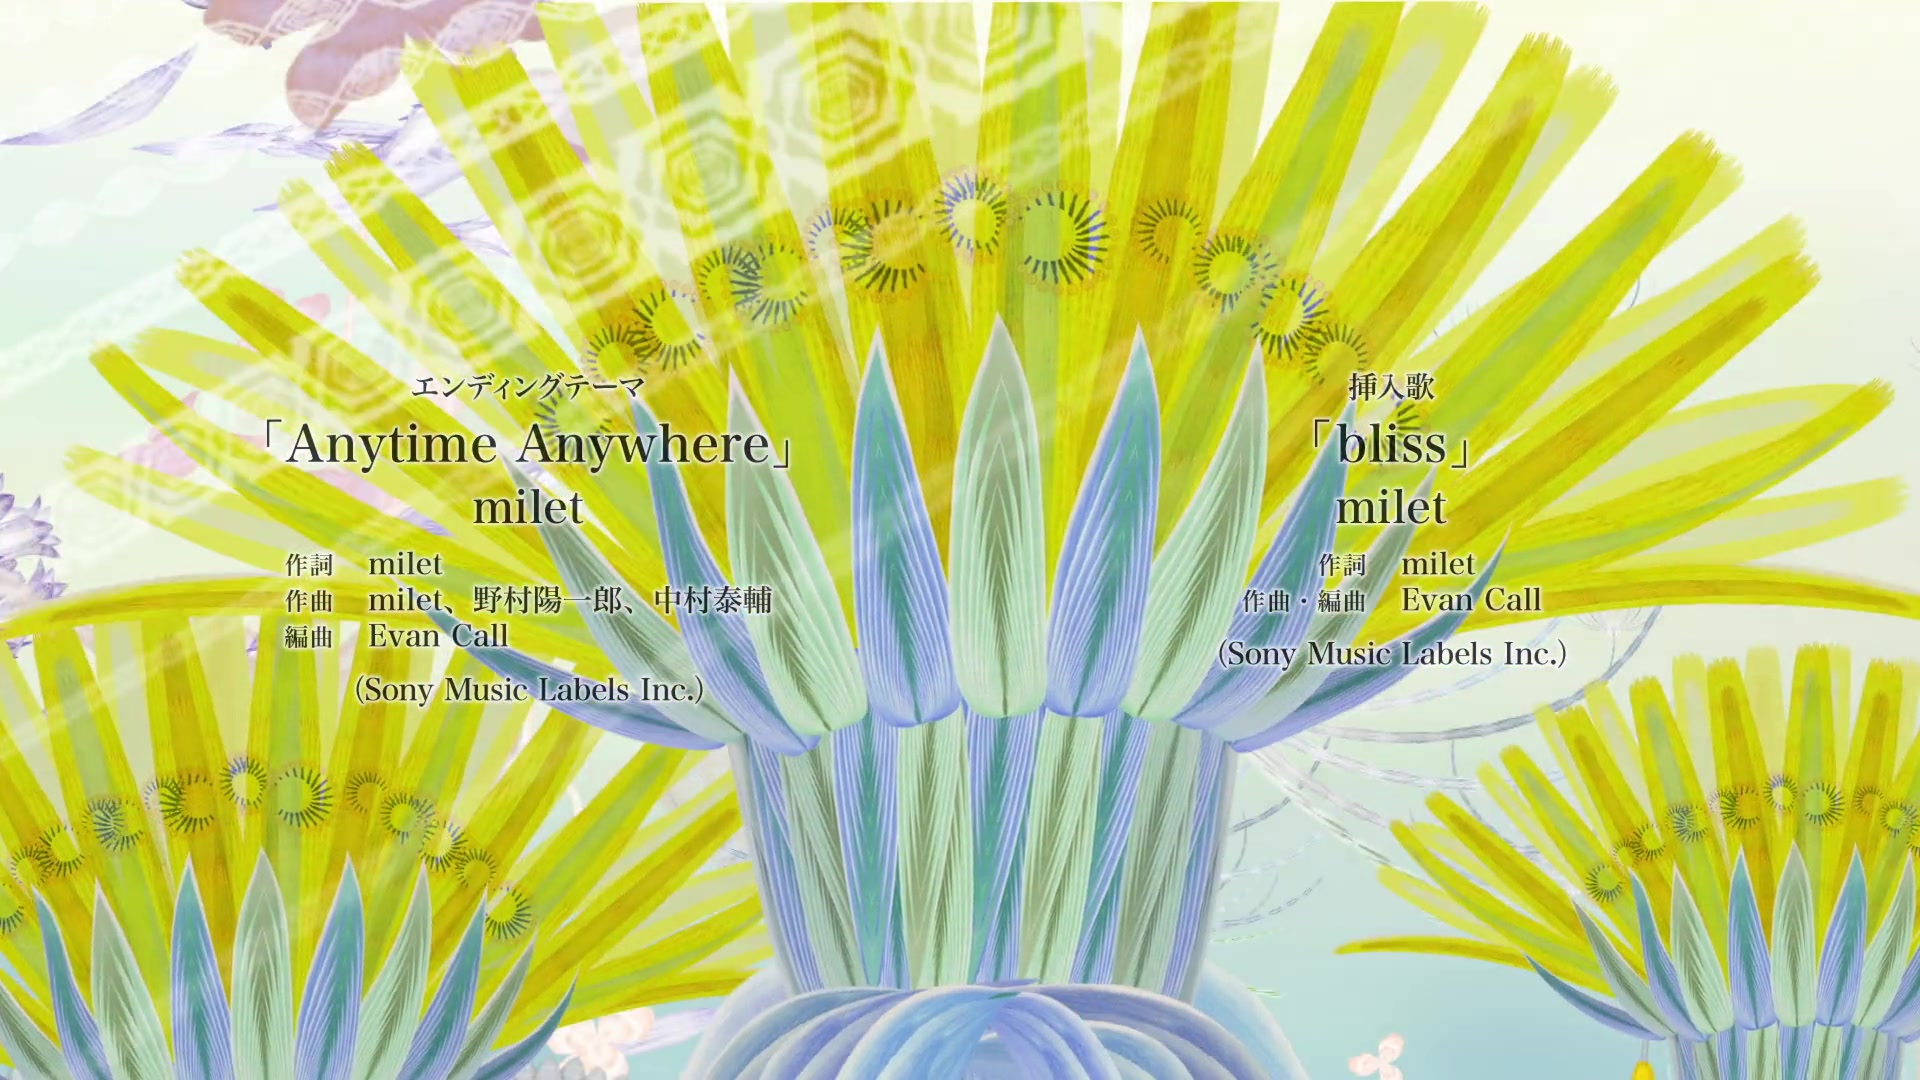 エンディングテーマ
「Anytime Anywhere」
milet
作詞 milet
作曲 milet、野村陽一郎、中村泰輔
編曲 Evan Call
(Sony Music Labels Inc.)
挿入歌
「bliss」
milet
作詞 milet
作曲・編曲 Evan Call
(Sony Music Labels Inc.)